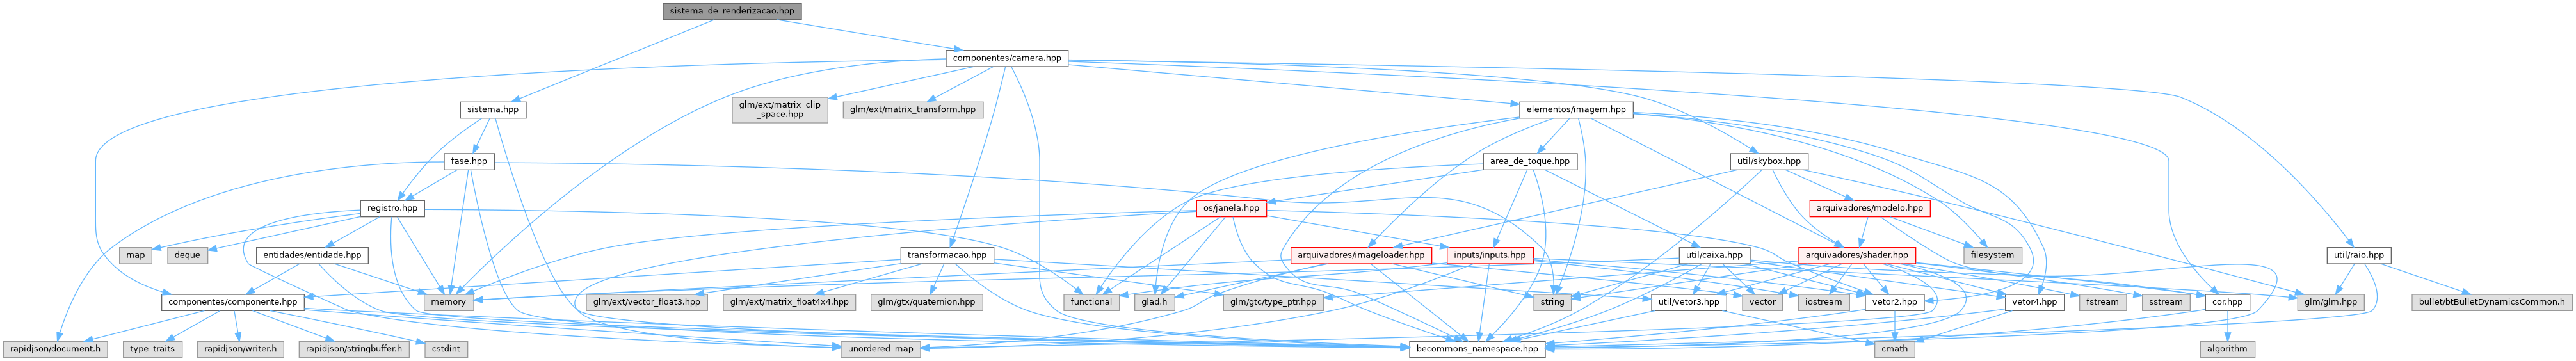 sistema_de_renderizacao.hpp
componentes/camera.hpp
sistema.hpp
glm/ext/matrix_clip
_space.hpp
glm/ext/matrix_transform.hpp
elementos/imagem.hpp
fase.hpp
area_de_toque.hpp
util/skybox.hpp
registro.hpp
os/janela.hpp
arquivadores/modelo.hpp
map
deque
entidades/entidade.hpp
transformacao.hpp
arquivadores/imageloader.hpp
inputs/inputs.hpp
util/caixa.hpp
arquivadores/shader.hpp
filesystem
util/raio.hpp
componentes/componente.hpp
memory
glm/ext/vector_float3.hpp
glm/ext/matrix_float4x4.hpp
glm/gtx/quaternion.hpp
functional
glad.h
glm/gtc/type_ptr.hpp
string
util/vetor3.hpp
vector
iostream
vetor2.hpp
vetor4.hpp
fstream
sstream
cor.hpp
glm/glm.hpp
bullet/btBulletDynamicsCommon.h
rapidjson/document.h
type_traits
rapidjson/writer.h
rapidjson/stringbuffer.h
cstdint
unordered_map
becommons_namespace.hpp
cmath
algorithm